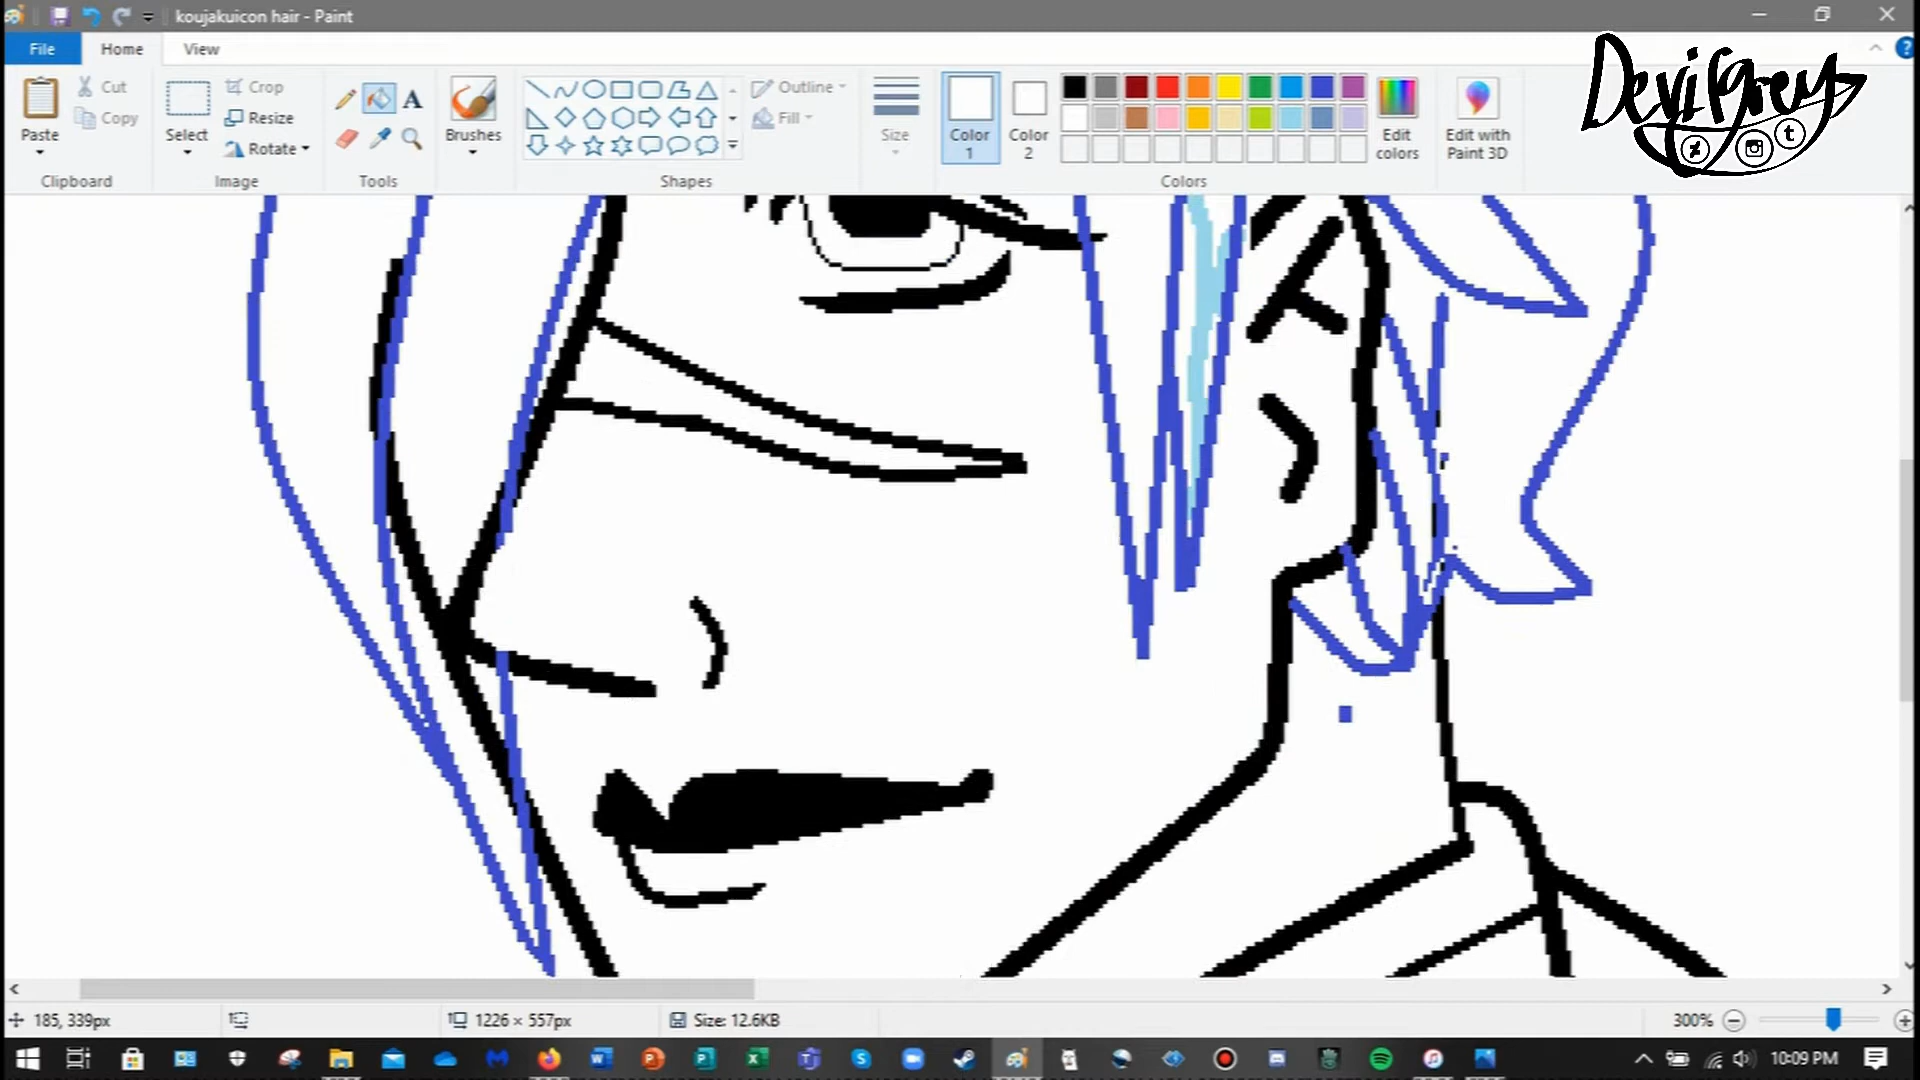 koujakuicon hair - Paint
File Home View
Paste
Cut
Copy
Clipboard
Select
Crop
Resize
Rotate
Image
A
Tools
Brushes
Shapes
Outline
Fill
Size
Color 1
Color 2
Edit colors
Edit with Paint 3D
Colors
Devifgrey
t
185, 339px
1226 × 557px
Size: 12.6KB
300%
10:09 PM